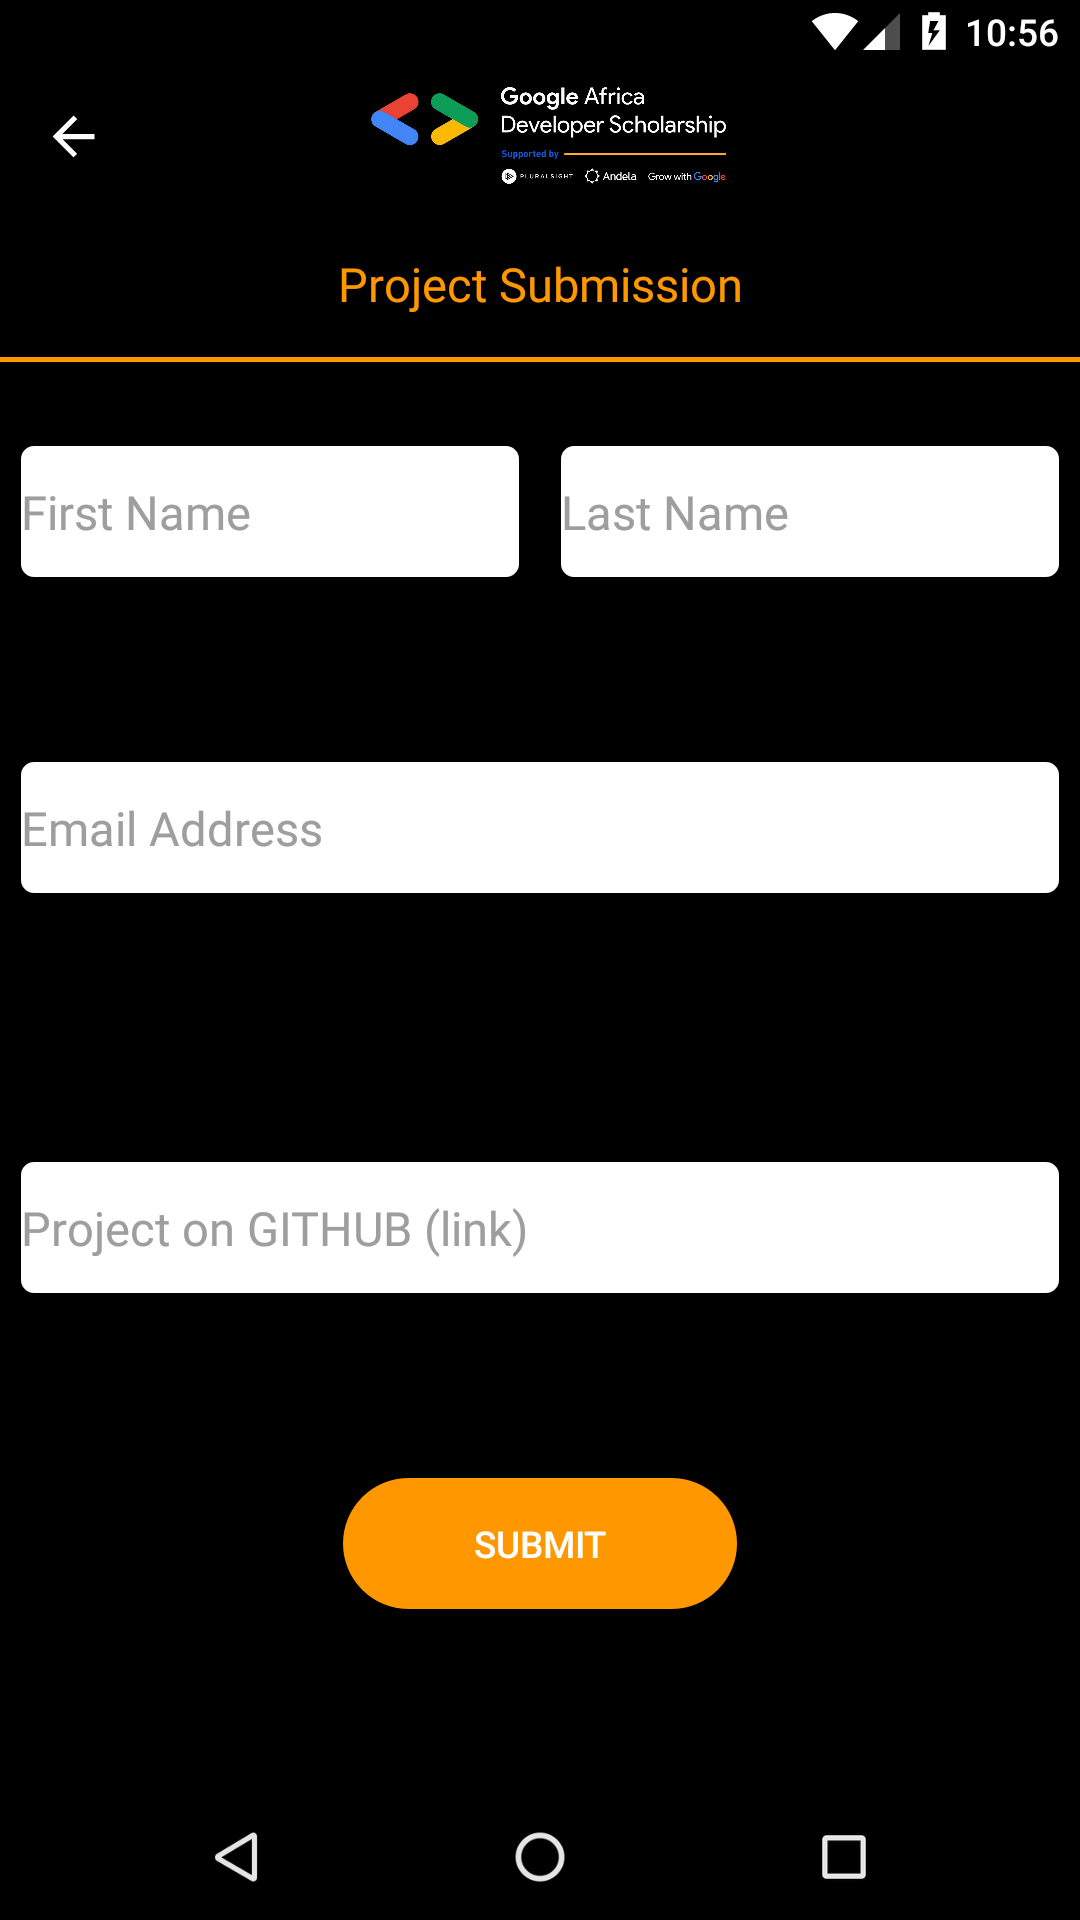 10:56
Google Africa
Developer Scholarship
Supported by
PLURALSIGHT Andela Grow with Google
Project Submission
First Name Last Name
Email Address
Project on GITHUB (link)
SUBMIT